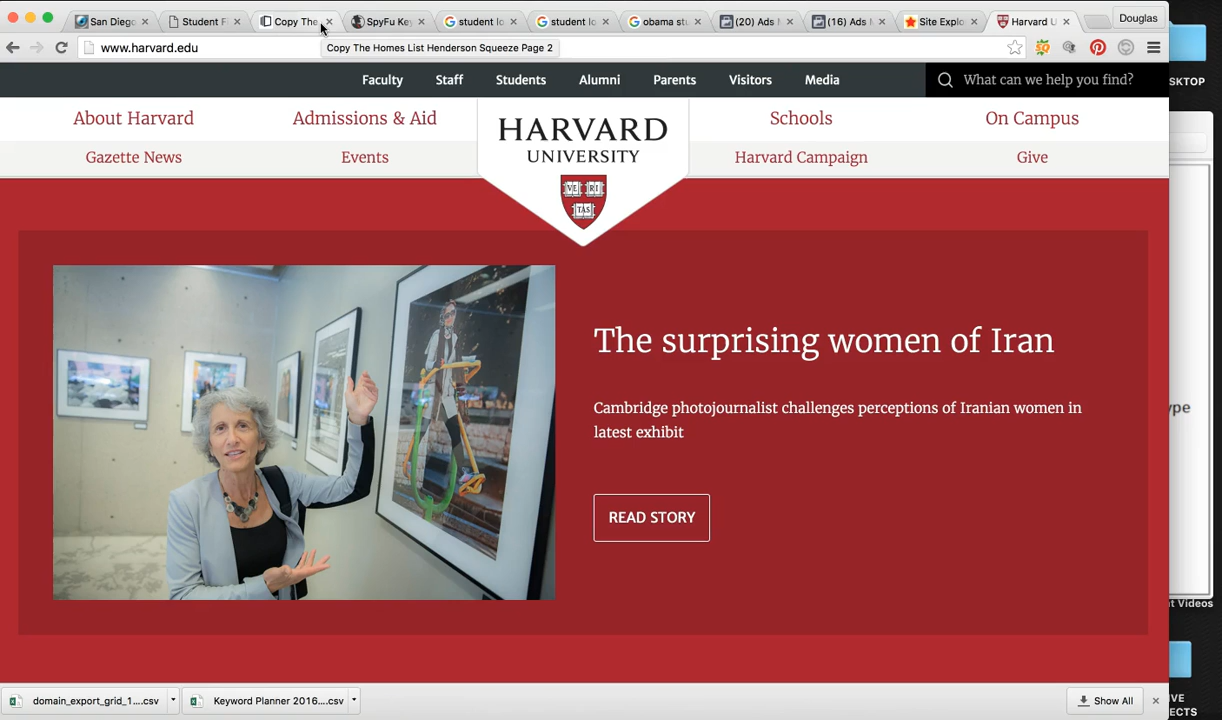 San Diego
Student F
Copy The
SpyFu Key
student lo
student lo
obama stu
(20) Ads M
(16) Ads M
Site Explo
Harvard U
Douglas
www.harvard.edu
Copy The Homes List Henderson Squeeze Page 2
Faculty
Staff
Students
Alumni
Parents
Visitors
Media
What can we help you find?
SKTOP
About Harvard
Admissions & Aid
HARVARD
UNIVERSITY
VE RI
TAS
Schools
On Campus
Gazette News
Events
Harvard Campaign
Give
The surprising women of Iran
Cambridge photojournalist challenges perceptions of Iranian women in
latest exhibit
READ STORY
ype
t Videos
domain_export_grid_1....csv
Keyword Planner 2016....csv
Show All
VE
ECTS